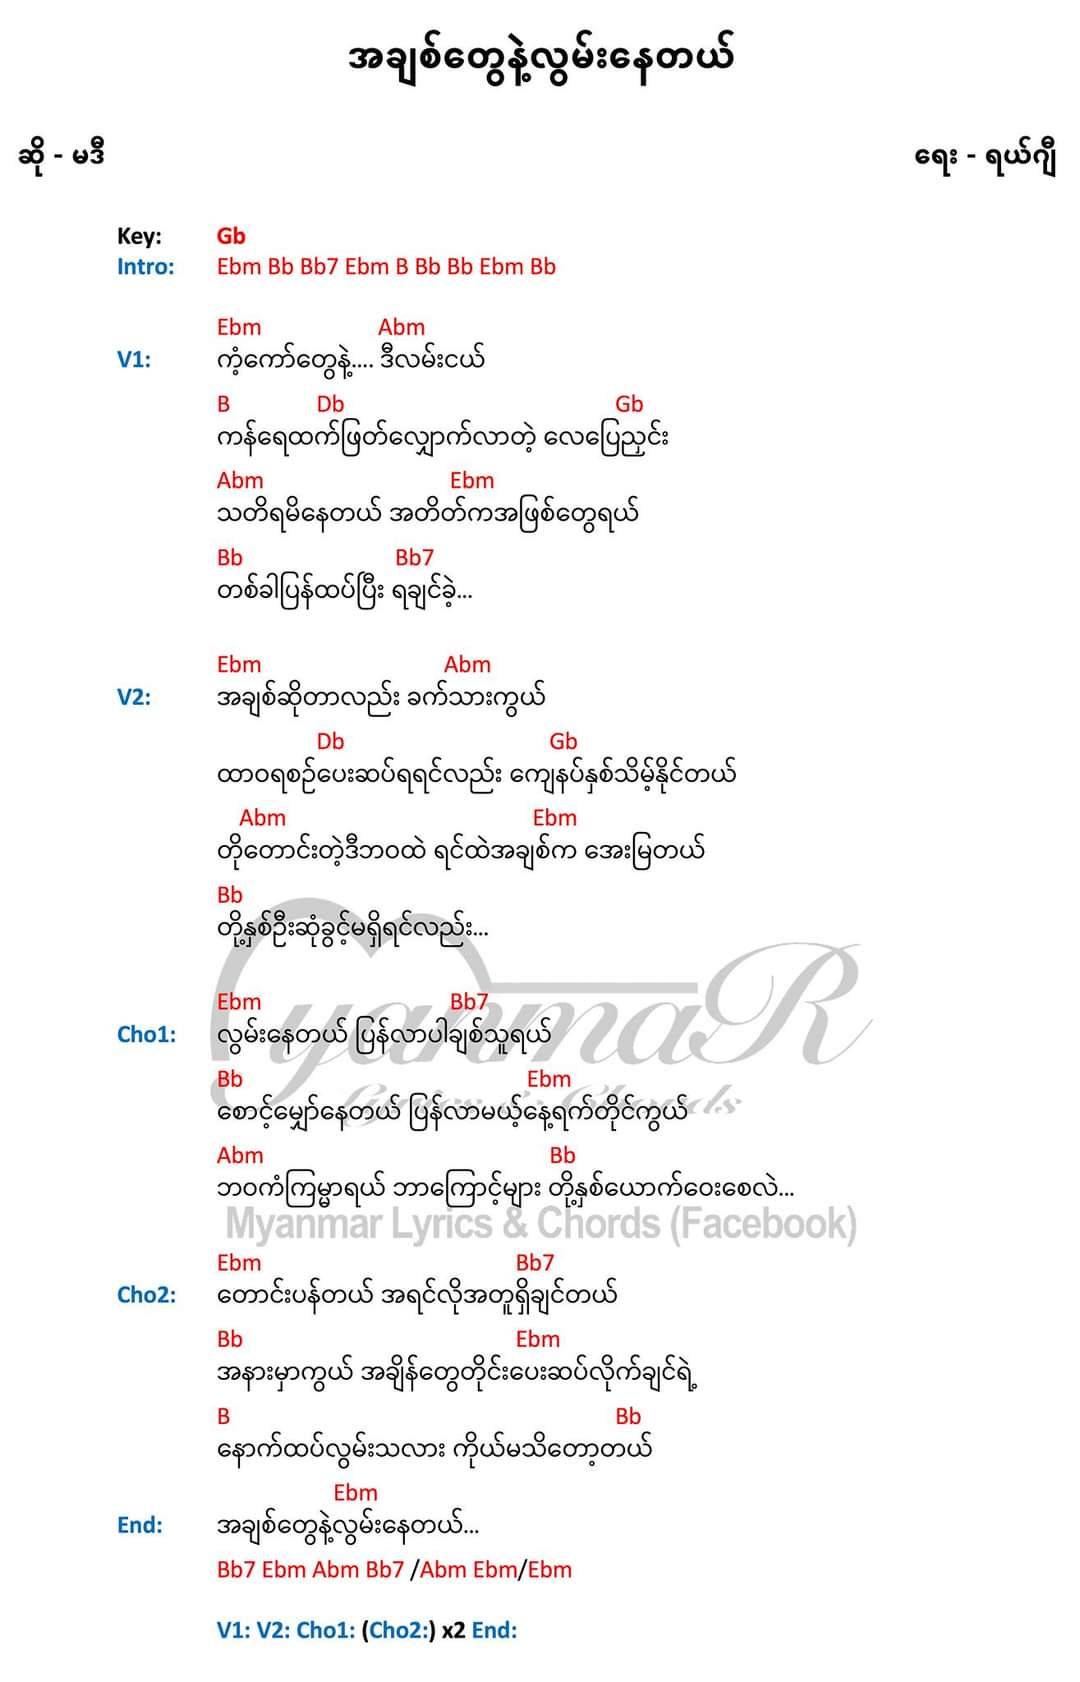 အချစ်တွေနဲ့လွမ်းနေတယ်
ဆို - မဒီ
ရေး - ရယ်ဂျီ
Key: Gb
Intro: Ebm Bb Bb7 Ebm B Bb Bb Ebm Bb
Ebm Abm
V1: ကံ့ကော်တွေနဲ့.... ဒီလမ်းငယ်
B Db Gb
ကန်ရေထက်ဖြတ်လျှောက်လာတဲ့ လေပြေညှင်း
Abm Ebm
သတိရမိနေတယ် အတိတ်ကအဖြစ်တွေရယ်
Bb Bb7
တစ်ခါပြန်ထပ်ပြီး ရချင်ခဲ့...
Ebm Abm
V2: အချစ်ဆိုတာလည်း ခက်သားကွယ်
Db Gb
ထာဝရစဉ်ပေးဆပ်ရရင်လည်း ကျေနပ်နှစ်သိမ့်နိုင်တယ်
Abm Ebm
တိုတောင်းတဲ့ဒီဘဝထဲ ရင်ထဲအချစ်က အေးမြတယ်
Bb
တို့နှစ်ဦးဆုံခွင့်မရှိရင်လည်း...
Ebm Bb7
Cho1: လွမ်းနေတယ် ပြန်လာပါချစ်သူရယ်
Bb Ebm
စောင့်မျှော်နေတယ် ပြန်လာမယ့်နေ့ရက်တိုင်ကွယ်
Abm Bb
ဘဝကံကြမ္မာရယ် ဘာကြောင့်များ တို့နှစ်ယောက်ဝေးစေလဲ...
Myanmar Lyrics & Chords
Myanmar Lyrics & Chords (Facebook)
Ebm Bb7
Cho2: တောင်းပန်တယ် အရင်လိုအတူရှိချင်တယ်
Bb Ebm
အနားမှာကွယ် အချိန်တွေတိုင်းပေးဆပ်လိုက်ချင်ရဲ့
B Bb
နောက်ထပ်လွမ်းသလား ကိုယ်မသိတော့တယ်
Ebm
End: အချစ်တွေနဲ့လွမ်းနေတယ်...
Bb7 Ebm Abm Bb7 /Abm Ebm/Ebm
V1: V2: Cho1: (Cho2:) x2 End: